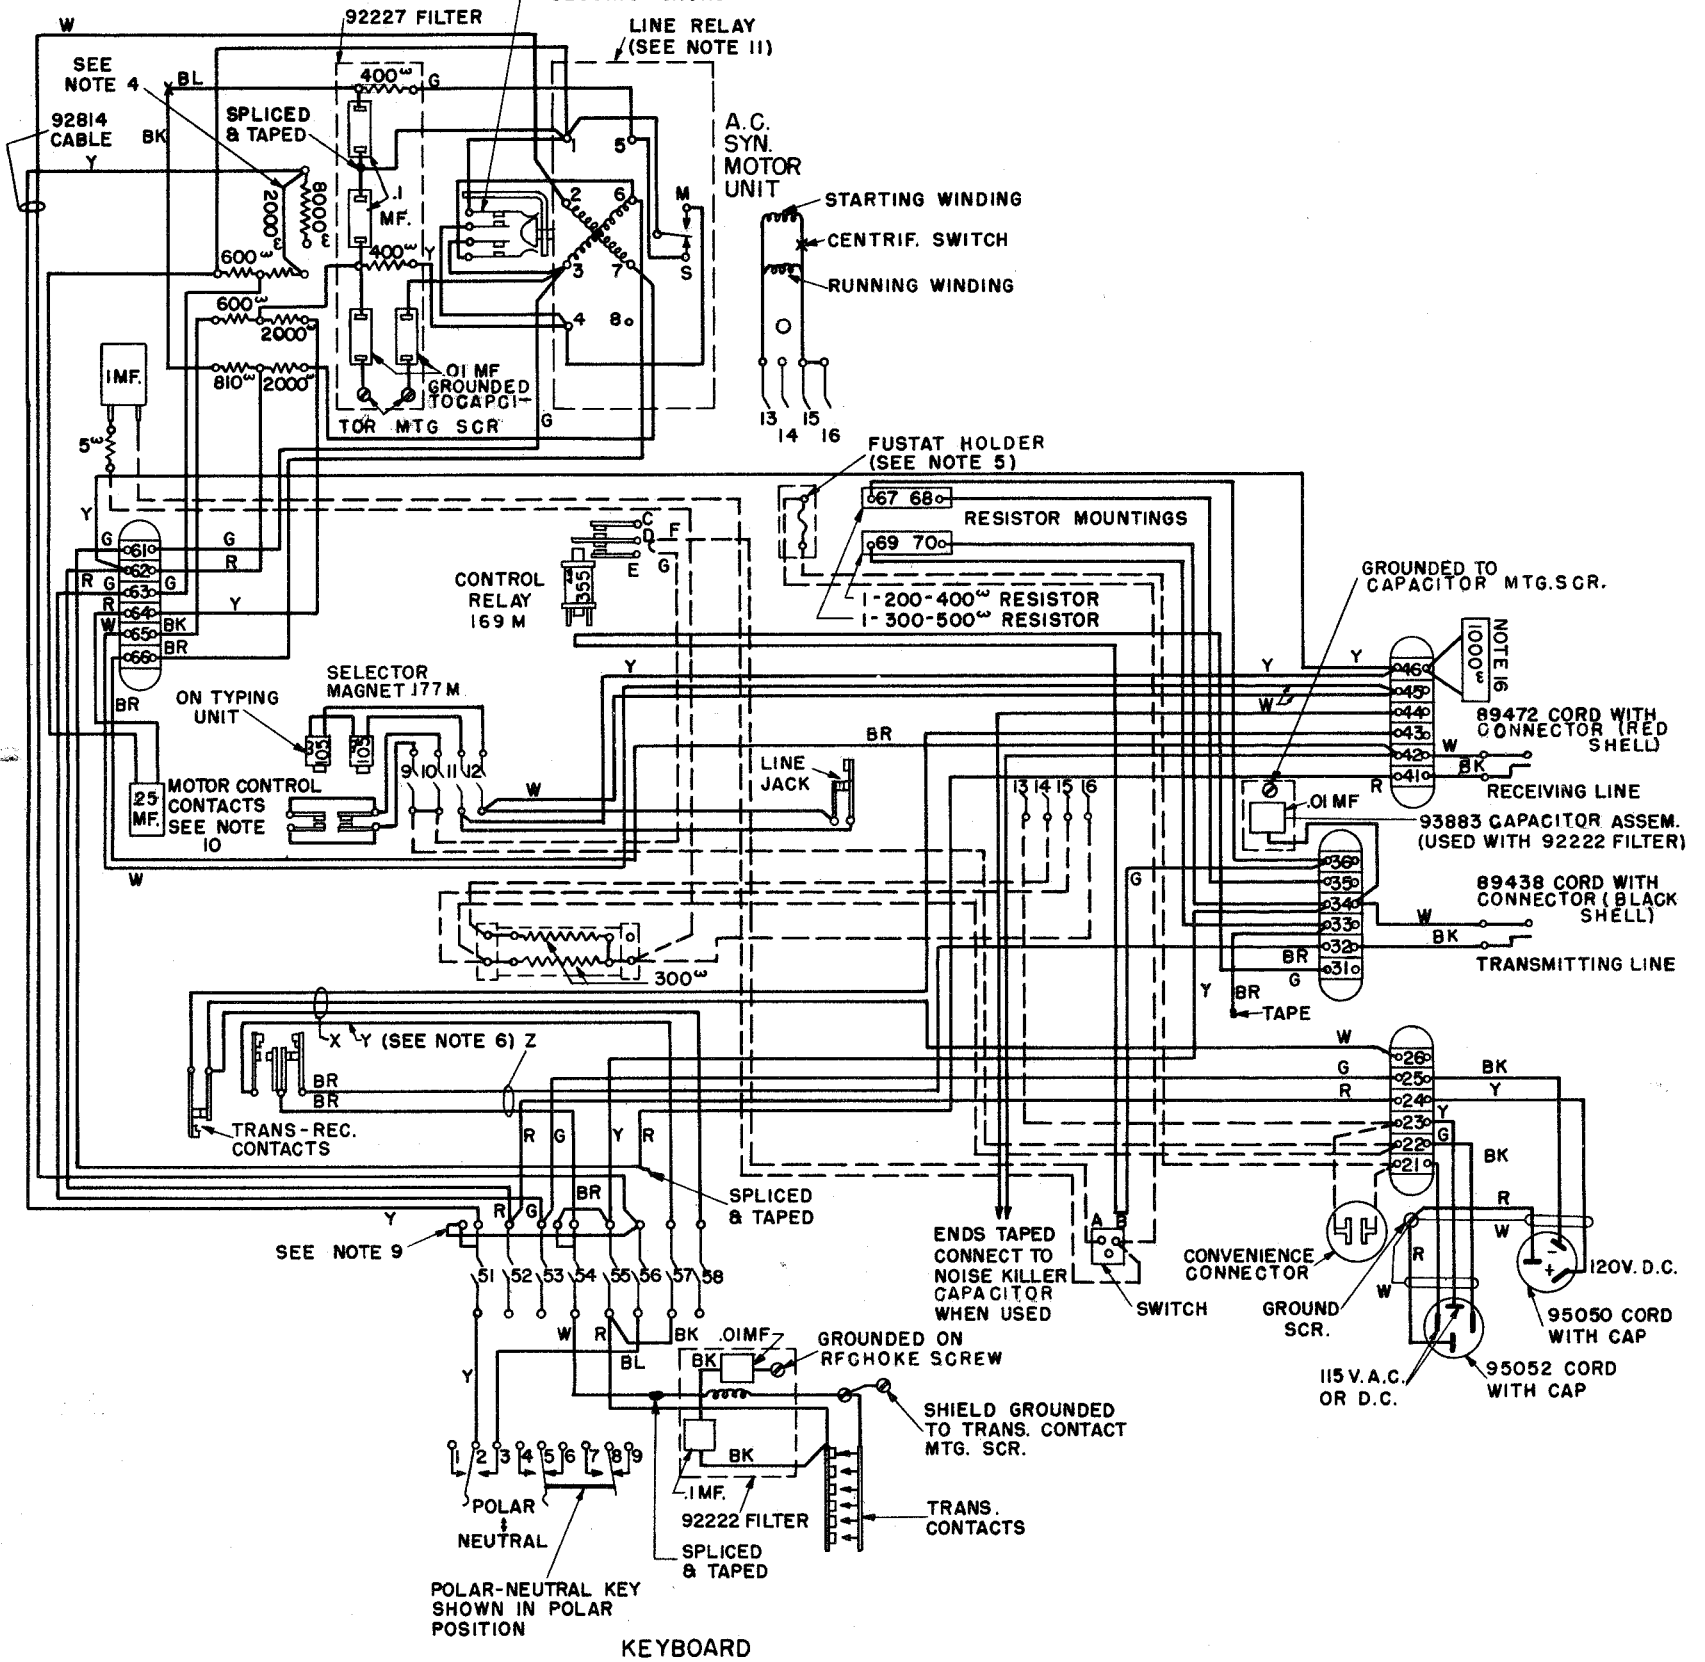 W
92227 FILTER
LINE RELAY
(SEE NOTE 11)
SEE
NOTE 4
BL
400ω
G
92814
CABLE
BK
SPLICED
& TAPED
Y
A.C.
SYN.
MOTOR
UNIT
1
5
2
6
M
STARTING WINDING
8000ω
2000ω
.1
MF.
CENTRIF. SWITCH
600ω
400ω
Y
3
7
S
RUNNING WINDING
600ω
2000ω
4
8
1MF.
810ω
2000ω
.01 MF
GROUNDED
TO CAPCI-
TOR MTG SCR
G
13
14
15
16
5ω
FUSTAT HOLDER
(SEE NOTE 5)
67 68
RESISTOR MOUNTINGS
69 70
Y
G
61
G
62
R
R
G
63
G
R
64
Y
W
65
BK
66
BR
C
D
F
E
G
CONTROL
RELAY
169 M
355
1-200-400ω RESISTOR
1-300-500ω RESISTOR
GROUNDED TO
CAPACITOR MTG.SCR.
NOTE 16
1000ω
SELECTOR
MAGNET 177M
ON TYPING
UNIT
BR
105
105
Y
Y
Y
W
46
45
44
43
42
41
BR
W
BK
R
89472 CORD WITH
CONNECTOR (RED
SHELL)
RECEIVING LINE
9
10
11
12
W
LINE
JACK
.25
MF.
MOTOR CONTROL
CONTACTS
SEE NOTE
10
W
13
14
15
16
.01 MF
93883 CAPACITOR ASSEM.
(USED WITH 92222 FILTER)
G
36
35
34
33
32
31
89438 CORD WITH
CONNECTOR (BLACK
SHELL)
W
BK
TRANSMITTING LINE
BR
G
Y
BR
TAPE
300ω
X
Y (SEE NOTE 6) Z
BR
BR
TRANS-REC.
CONTACTS
W
G
R
26
25
24
23
22
21
BK
Y
Y
G
BK
R
G
Y
R
BR
SPLICED
& TAPED
Y
R
G
SEE NOTE 9
51
52
53
54
55
56
57
58
ENDS TAPED
CONNECT TO
NOISE KILLER
CAPACITOR
WHEN USED
A
B
SWITCH
CONVENIENCE
CONNECTOR
GROUND
SCR.
R
W
R
W
-
+
120V. D.C.
95050 CORD
WITH CAP
115 V. A.C.
OR D.C.
95052 CORD
WITH CAP
W
R
BL
BK
Y
BK
.01MF
GROUNDED ON
RFCHOKE SCREW
SHIELD GROUNDED
TO TRANS. CONTACT
MTG. SCR.
BK
.1MF.
92222 FILTER
SPLICED
& TAPED
TRANS.
CONTACTS
1 2 3 4 5 6 7 8 9
POLAR
NEUTRAL
POLAR-NEUTRAL KEY
SHOWN IN POLAR
POSITION
KEYBOARD